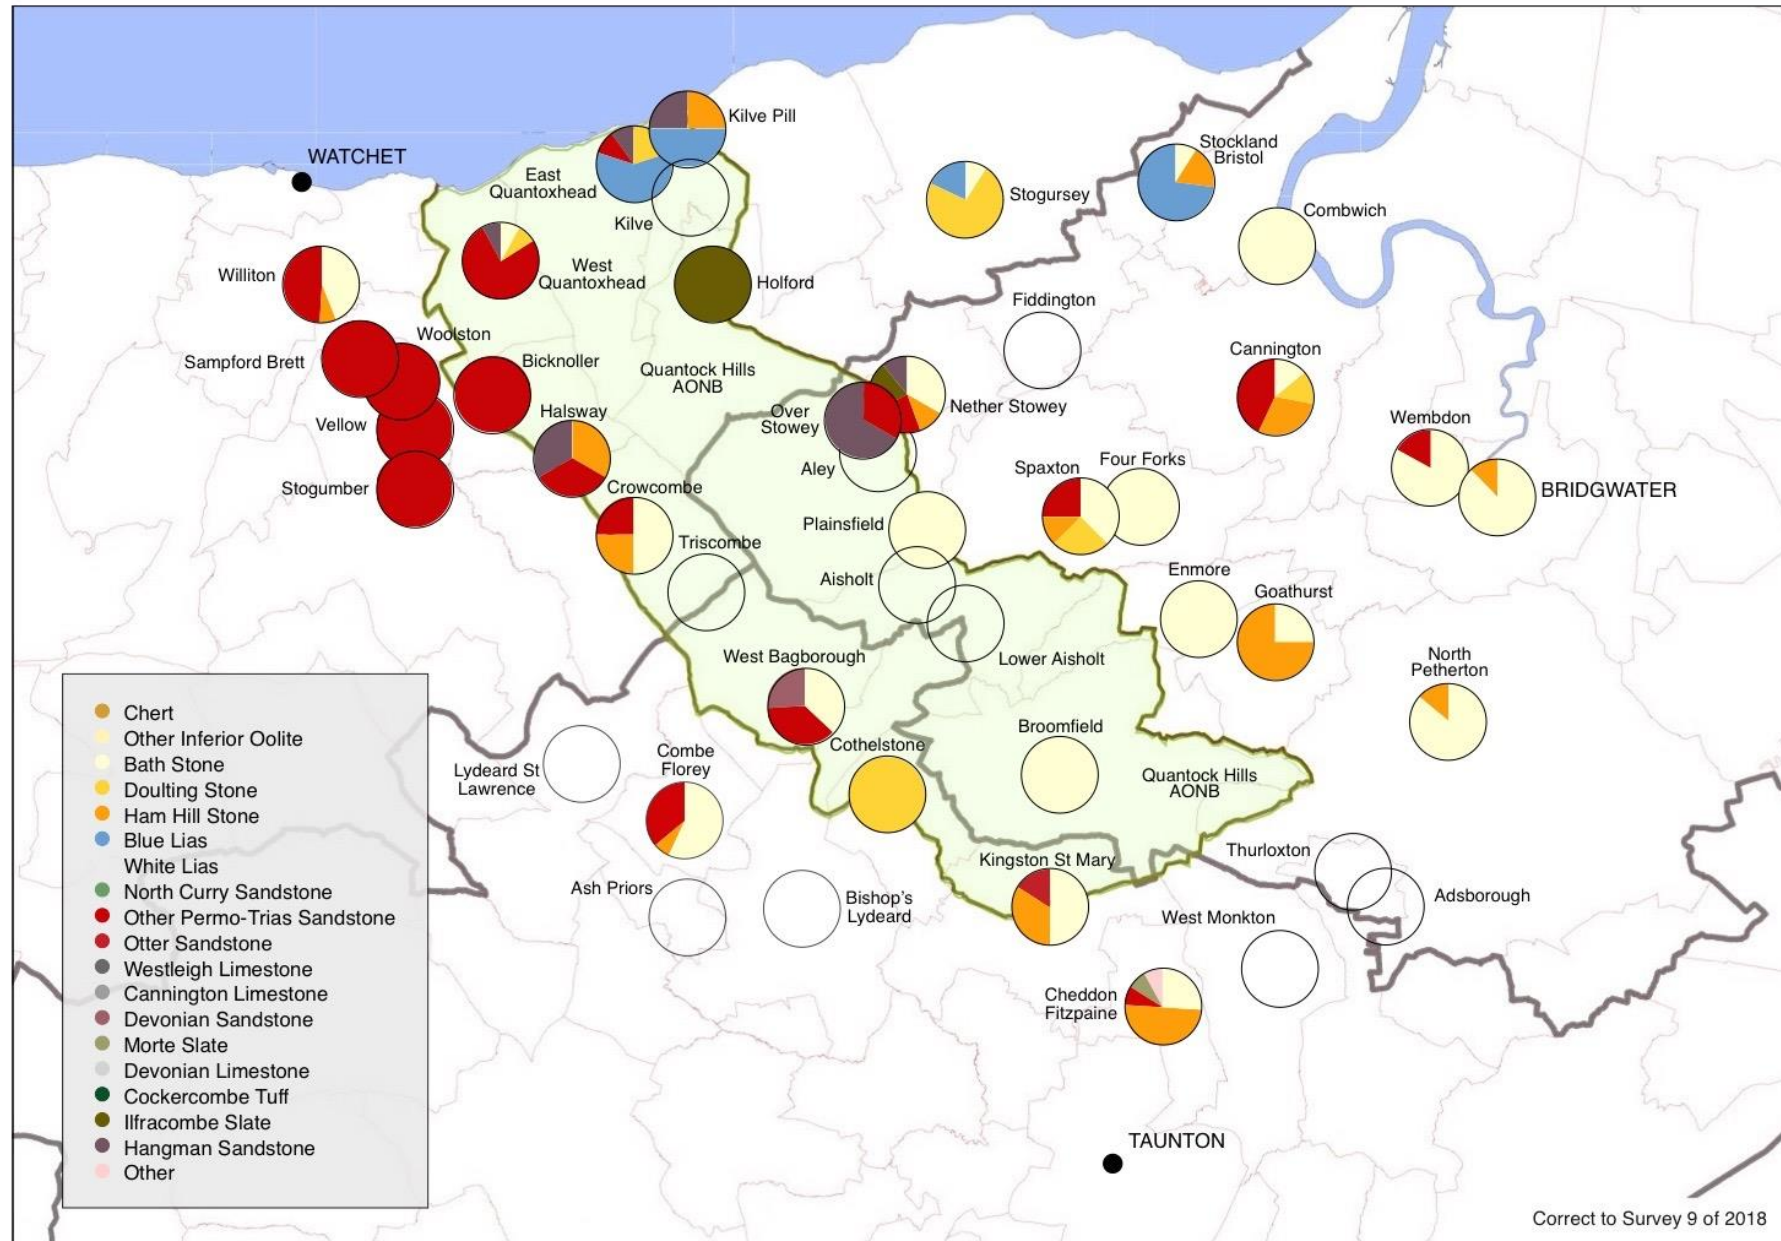 Kilve Pill
WATCHET
East
Quantoxhead
Kilve
Stockland
Bristol
Stogursey
Combwich
Williton
West
Quantoxhead
Holford
Fiddington
Woolston
Sampford Brett
Bicknoller
Quantock Hills
AONB
Cannington
Halsway
Over
Stowey
Nether Stowey
Vellow
Wembdon
Aley
Spaxton
Four Forks
Stogumber
Crowcombe
BRIDGWATER
Plainsfield
Triscombe
Aisholt
Enmore
Goathurst
West Bagborough
Lower Aisholt
North
Petherton
Broomfield
Cothelstone
Combe
Florey
Lydeard St
Lawrence
Quantock Hills
AONB
Thurloxton
Kingston St Mary
Ash Priors
Bishop's
Lydeard
Adsborough
West Monkton
Cheddon
Fitzpaine
TAUNTON
Chert
Other Inferior Oolite
Bath Stone
Doulting Stone
Ham Hill Stone
Blue Lias
White Lias
North Curry Sandstone
Other Permo-Trias Sandstone
Otter Sandstone
Westleigh Limestone
Cannington Limestone
Devonian Sandstone
Morte Slate
Devonian Limestone
Cockercombe Tuff
Ilfracombe Slate
Hangman Sandstone
Other
Correct to Survey 9 of 2018